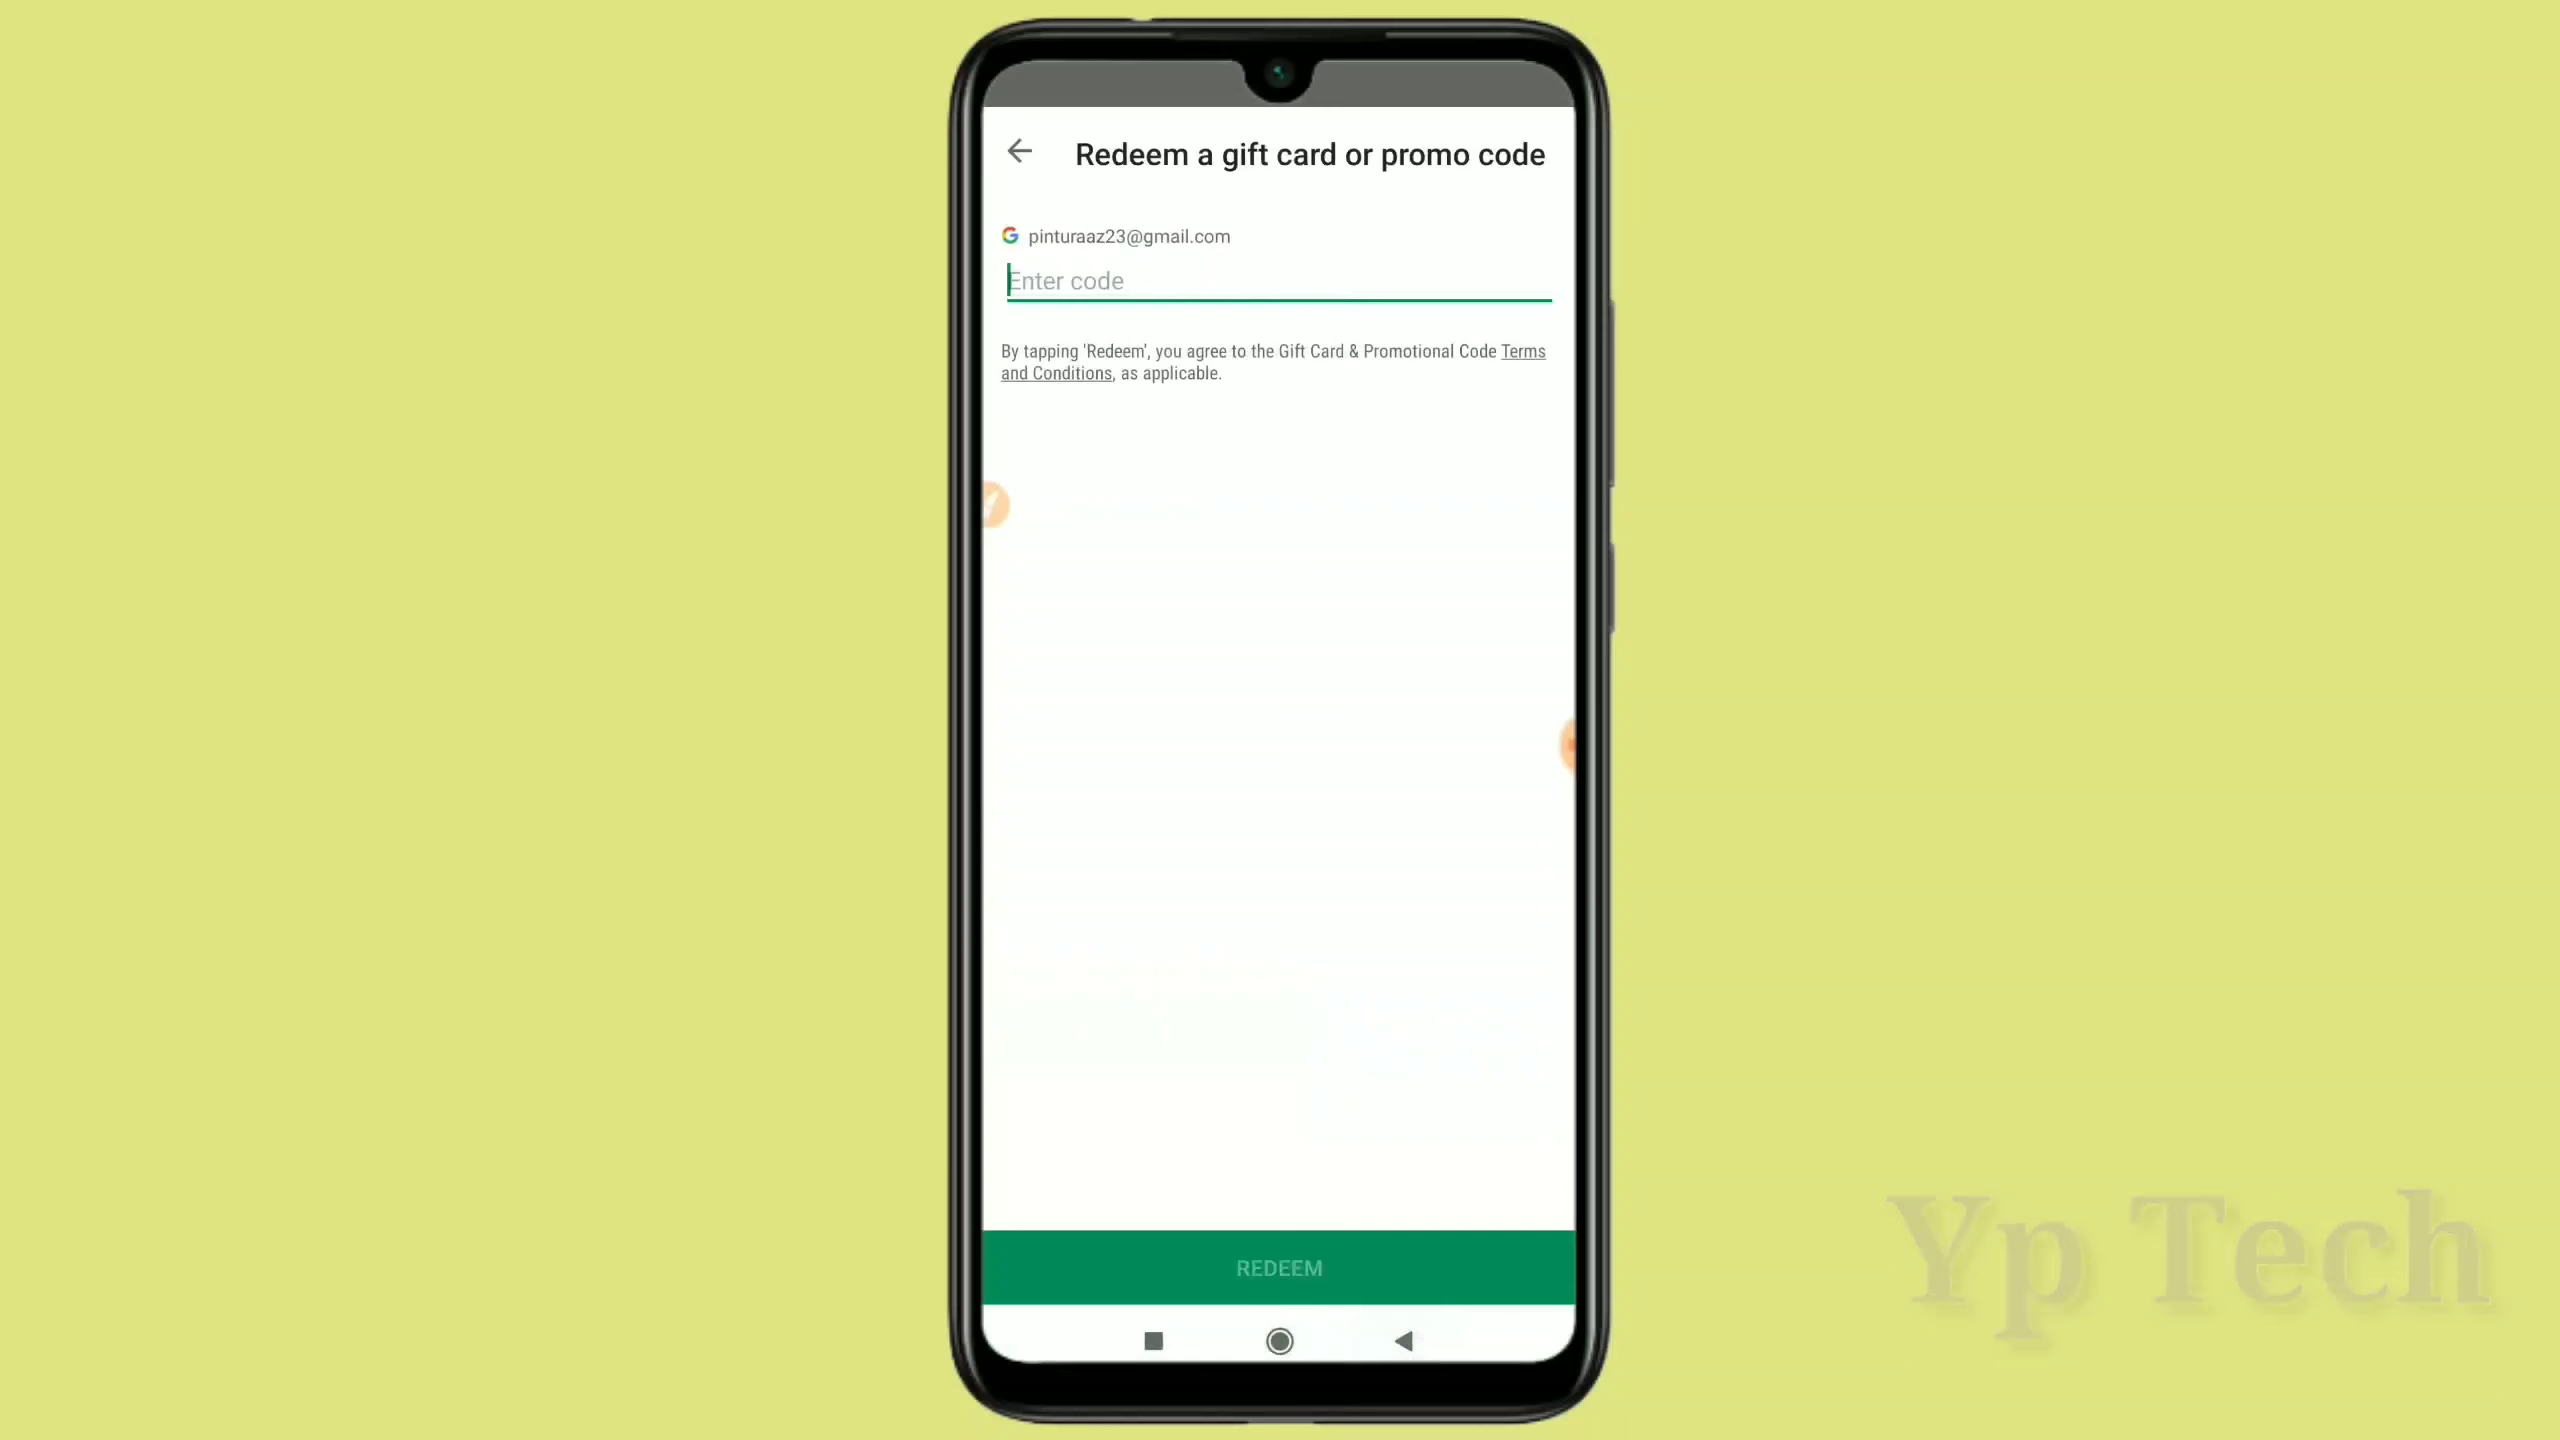 Redeem a gift card or promo code
pinturaaz23@gmail.com
Enter code
By tapping 'Redeem', you agree to the Gift Card & Promotional Code Terms
and Conditions, as applicable.
REDEEM
Yp Tech